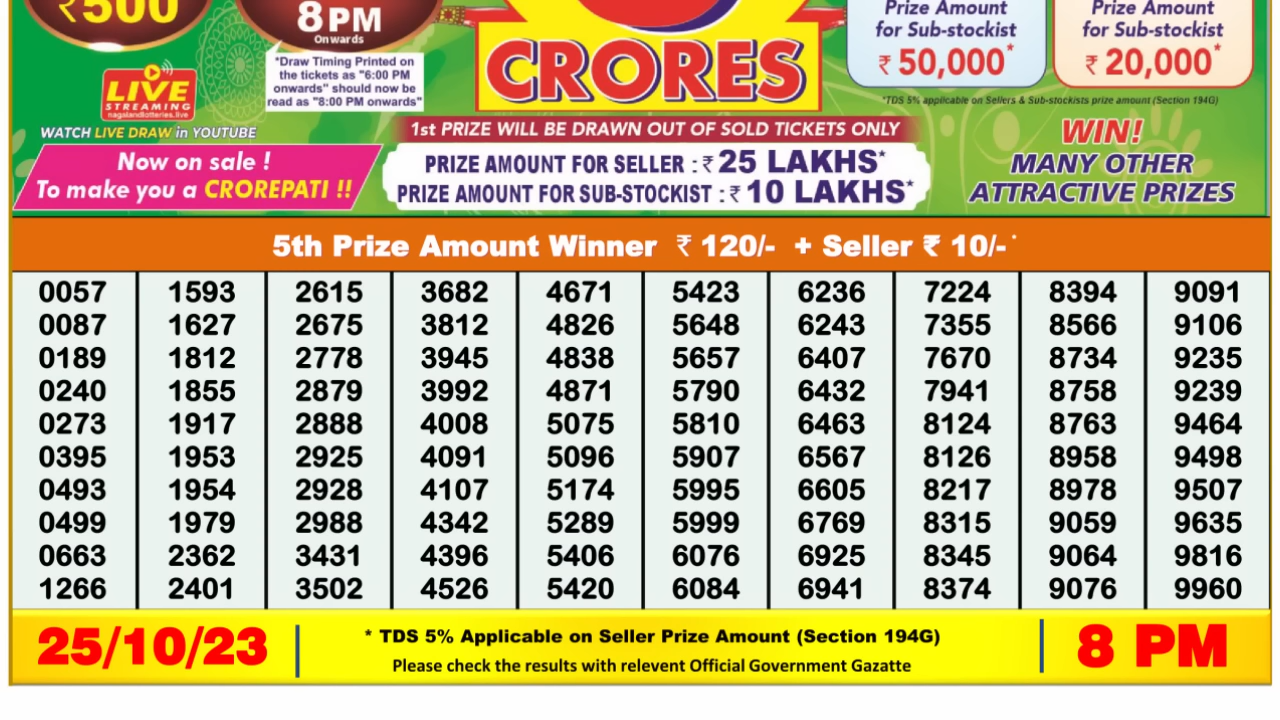 ₹500
8 PM
Onwards
*Draw Timing Printed on
the tickets as "6:00 PM
onwards" should now be
read as "8:00 PM onwards"
LIVE
STREAMING
nagalandlotteries.live
WATCH LIVE DRAW in YOUTUBE
Now on sale !
To make you a CROREPATI !!
CRORES
1st PRIZE WILL BE DRAWN OUT OF SOLD TICKETS ONLY
PRIZE AMOUNT FOR SELLER : ₹ 25 LAKHS*
PRIZE AMOUNT FOR SUB-STOCKIST : ₹ 10 LAKHS*
Prize Amount
for Sub-stockist
₹ 50,000*
Prize Amount
for Sub-stockist
₹ 20,000*
*TDS 5% applicable on Sellers & Sub-stockists prize amount (Section 194G)
WIN!
MANY OTHER
ATTRACTIVE PRIZES
5th Prize Amount Winner ₹ 120/- + Seller ₹ 10/- *
0057 1593 2615 3682 4671 5423 6236 7224 8394 9091
0087 1627 2675 3812 4826 5648 6243 7355 8566 9106
0189 1812 2778 3945 4838 5657 6407 7670 8734 9235
0240 1855 2879 3992 4871 5790 6432 7941 8758 9239
0273 1917 2888 4008 5075 5810 6463 8124 8763 9464
0395 1953 2925 4091 5096 5907 6567 8126 8958 9498
0493 1954 2928 4107 5174 5995 6605 8217 8978 9507
0499 1979 2988 4342 5289 5999 6769 8315 9059 9635
0663 2362 3431 4396 5406 6076 6925 8345 9064 9816
1266 2401 3502 4526 5420 6084 6941 8374 9076 9960
25/10/23
* TDS 5% Applicable on Seller Prize Amount (Section 194G)
Please check the results with relevent Official Government Gazatte
8 PM